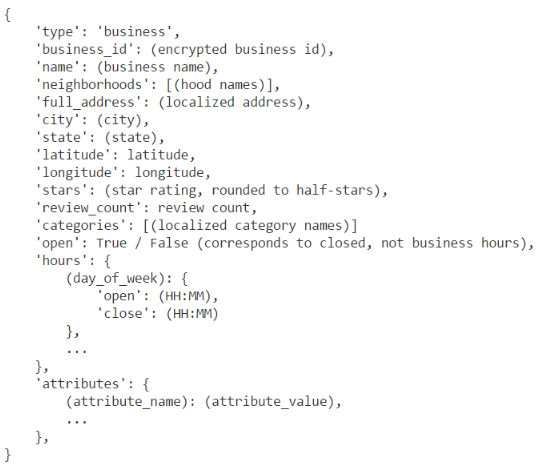 {
    'type': 'business',
    'business_id': (encrypted business id),
    'name': (business name),
    'neighborhoods': [(hood names)],
    'full_address': (localized address),
    'city': (city),
    'state': (state),
    'latitude': latitude,
    'longitude': longitude,
    'stars': (star rating, rounded to half-stars),
    'review_count': review count,
    'categories': [(localized category names)]
    'open': True / False (corresponds to closed, not business hours),
    'hours': {
        (day_of_week): {
            'open': (HH:MM),
            'close': (HH:MM)
        },
        ...
    },
    'attributes': {
        (attribute_name): (attribute_value),
        ...
    },
}